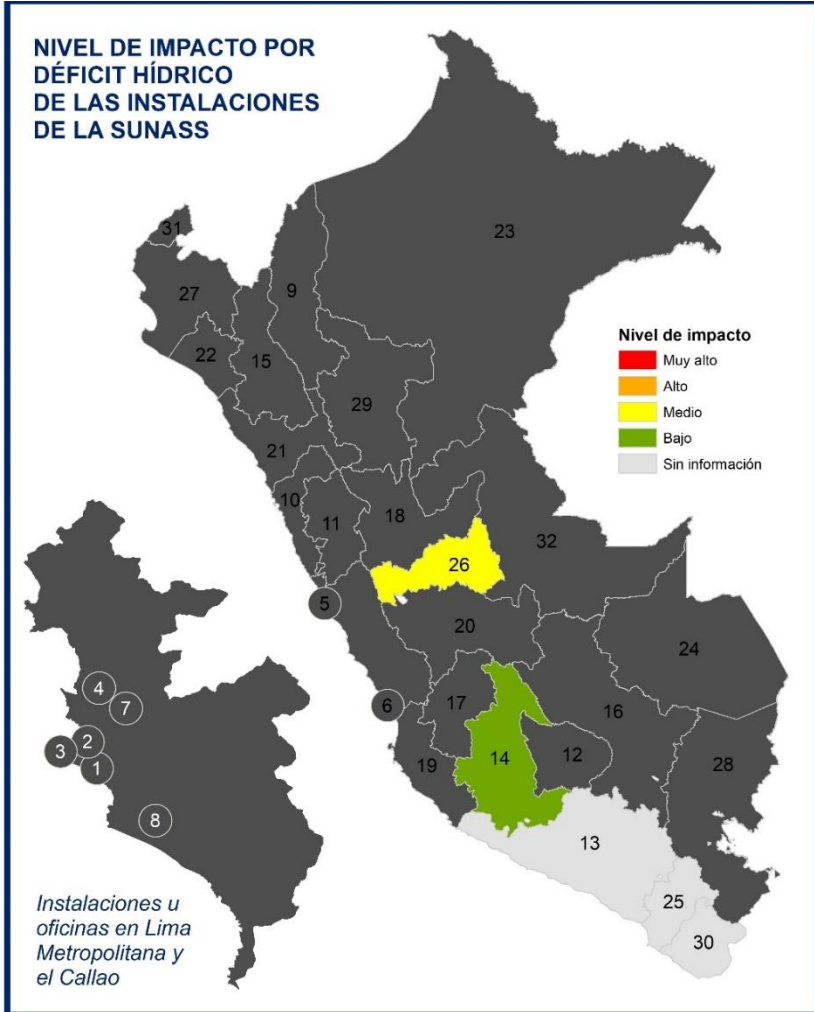 NIVEL DE IMPACTO POR
DÉFICIT HÍDRICO
DE LAS INSTALACIONES
DE LA SUNASS
31
23
9
27
22
15
Nivel de impacto
Muy alto
Alto
Medio
Bajo
Sin información
29
21
10
11
18
32
26
5
20
24
4
7
6
17
16
2
3
1
19
14
12
28
8
13
25
30
Instalaciones u
oficinas en Lima
Metropolitana y
el Callao